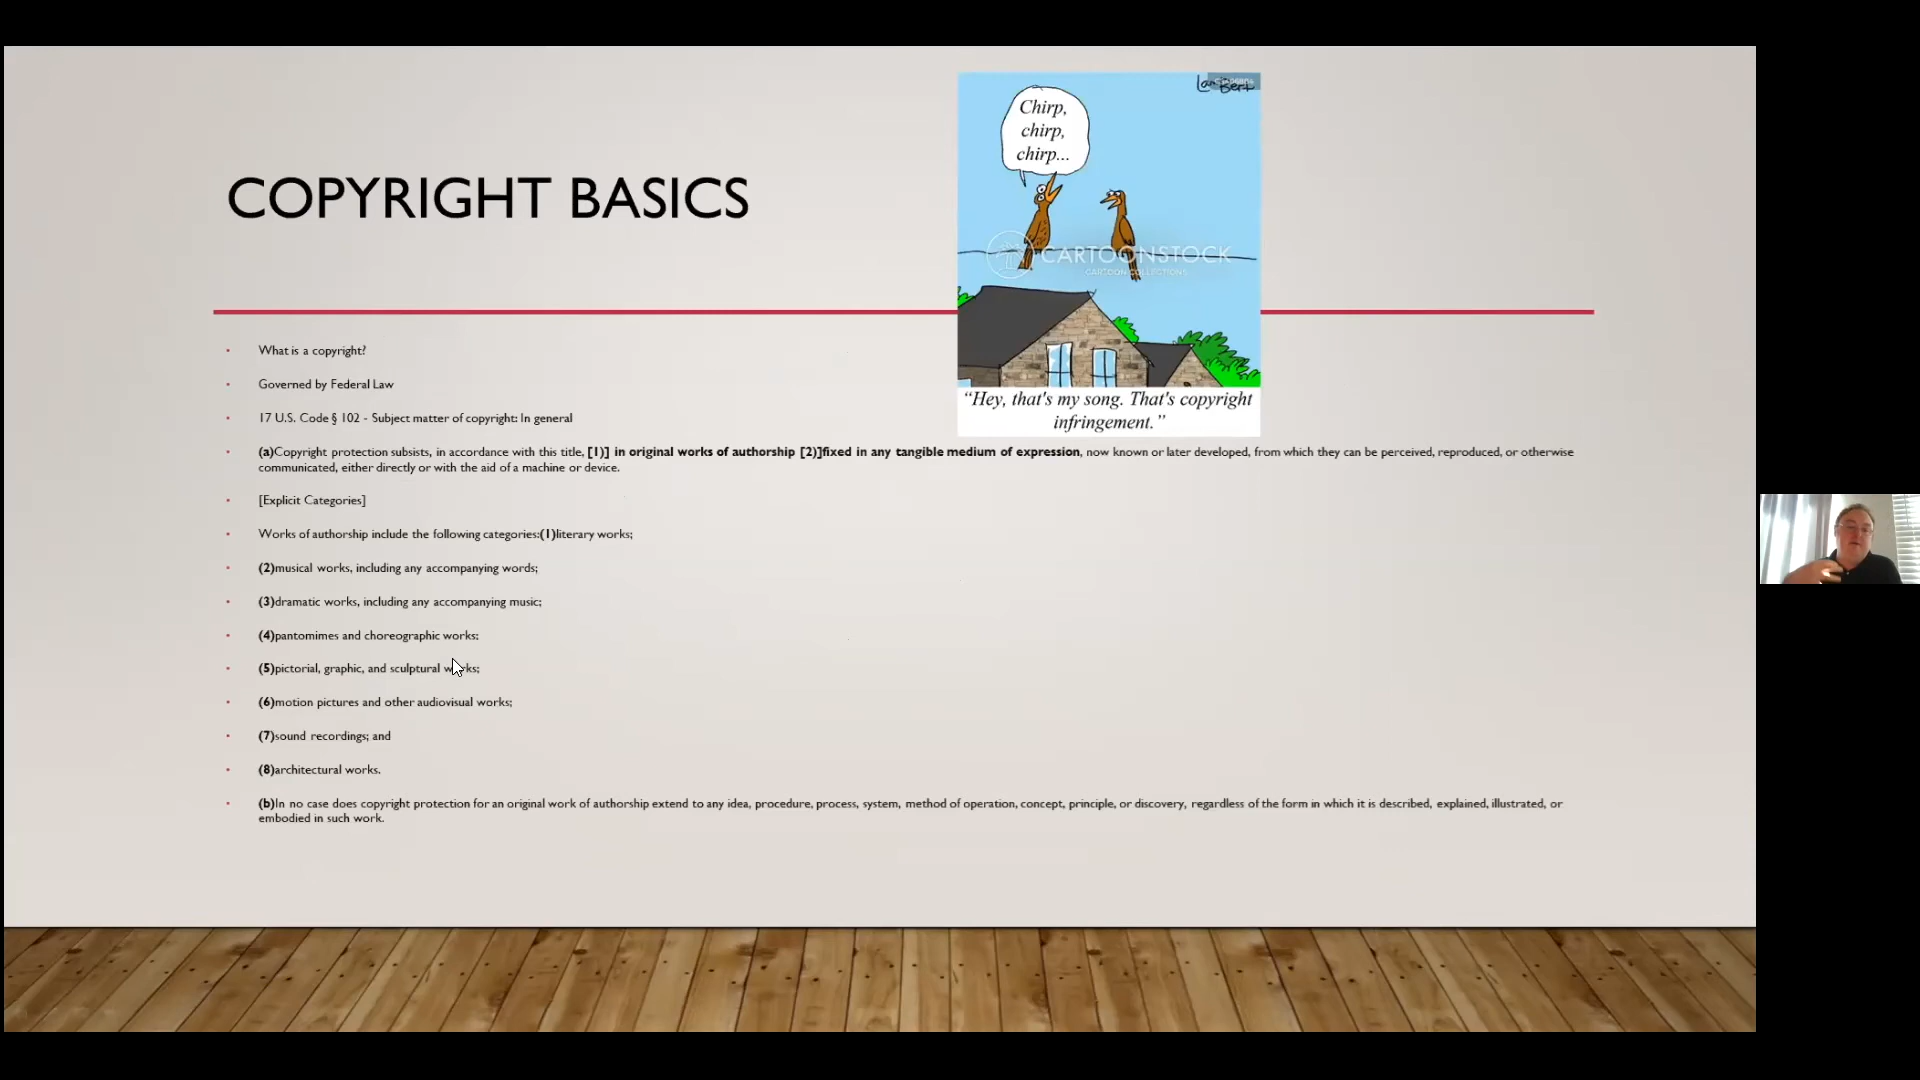 COPYRIGHT BASICS
Chirp,
chirp,
chirp...
CARTOONSTOCK
CARTOON COLLECTIONS
"Hey, that's my song. That's copyright
infringement."
What is a copyright?
Governed by Federal Law
17 U.S. Code § 102 - Subject matter of copyright: In general
(a)Copyright protection subsists, in accordance with this title, [1)] in original works of authorship [2)]fixed in any tangible medium of expression, now known or later developed, from which they can be perceived, reproduced, or otherwise
communicated, either directly or with the aid of a machine or device.
[Explicit Categories]
Works of authorship include the following categories:(1)literary works;
(2)musical works, including any accompanying words;
(3)dramatic works, including any accompanying music;
(4)pantomimes and choreographic works;
(5)pictorial, graphic, and sculptural works;
(6)motion pictures and other audiovisual works;
(7)sound recordings; and
(8)architectural works.
(b)In no case does copyright protection for an original work of authorship extend to any idea, procedure, process, system, method of operation, concept, principle, or discovery, regardless of the form in which it is described, explained, illustrated, or
embodied in such work.